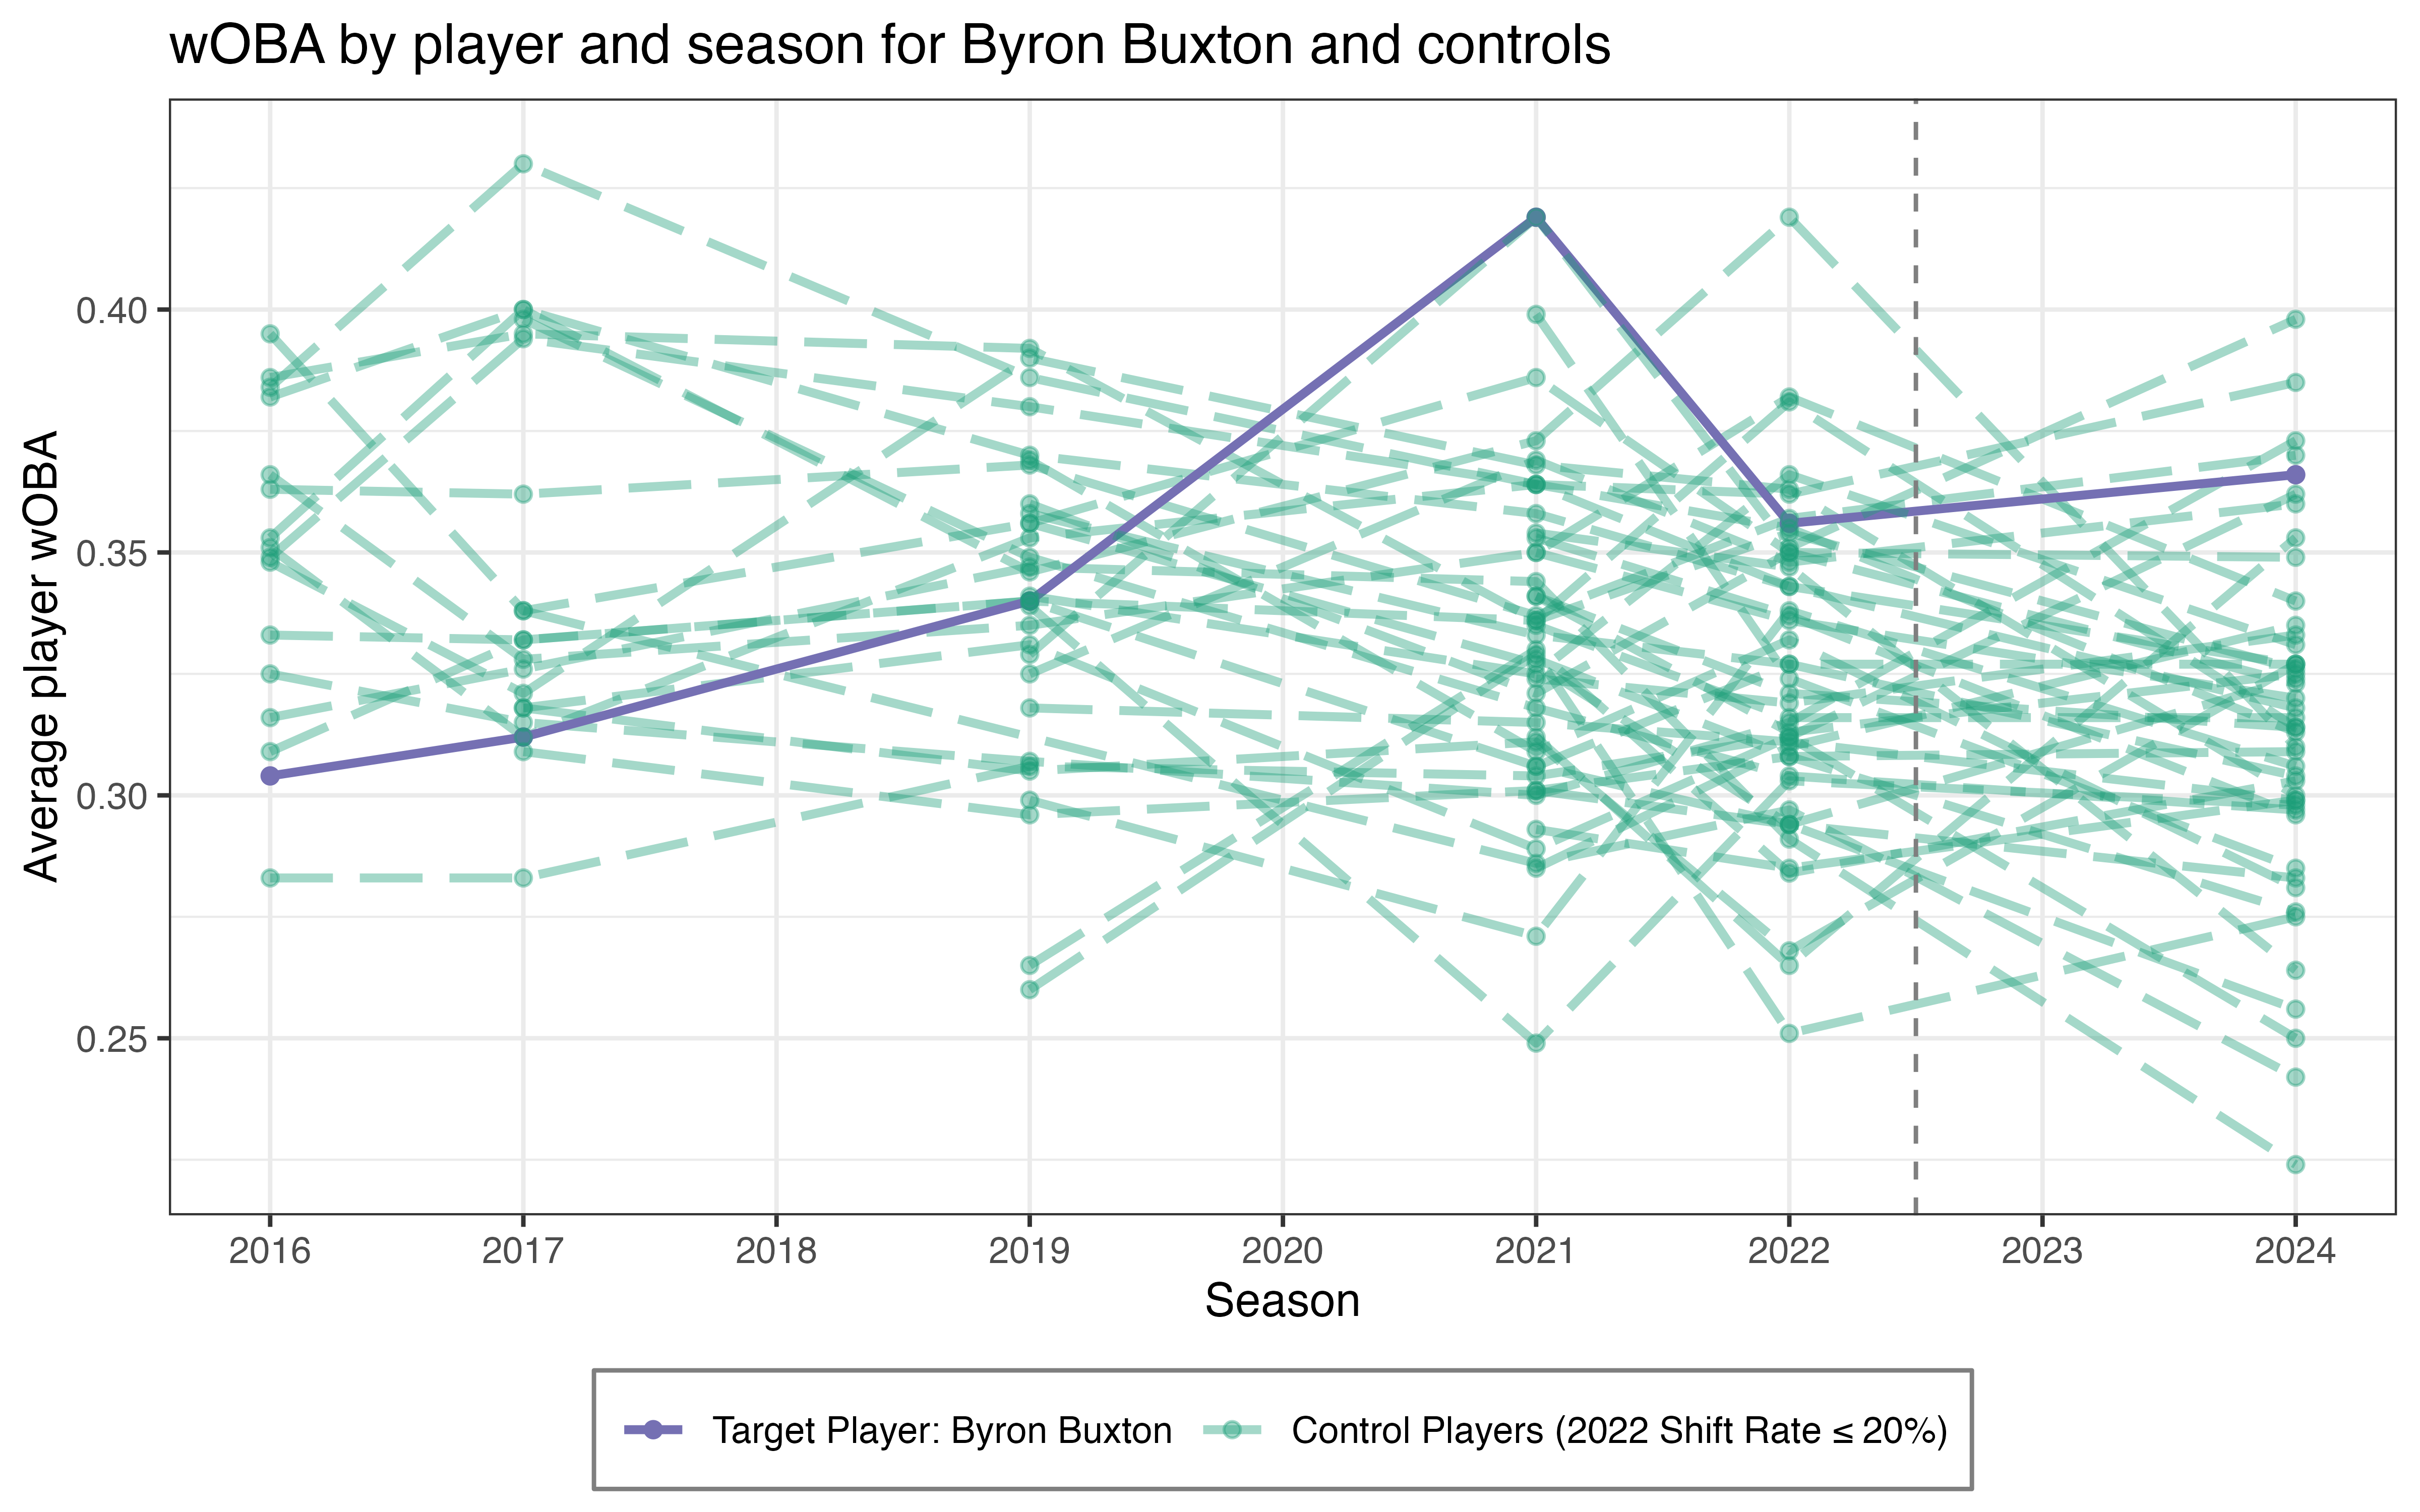 wOBA by player and season for Byron Buxton and controls
Average player wOBA
0.40
0.35
0.30
0.25
2016 2017 2018 2019 2020 2021 2022 2023 2024
Season
Target Player: Byron Buxton Control Players (2022 Shift Rate ≤ 20%)